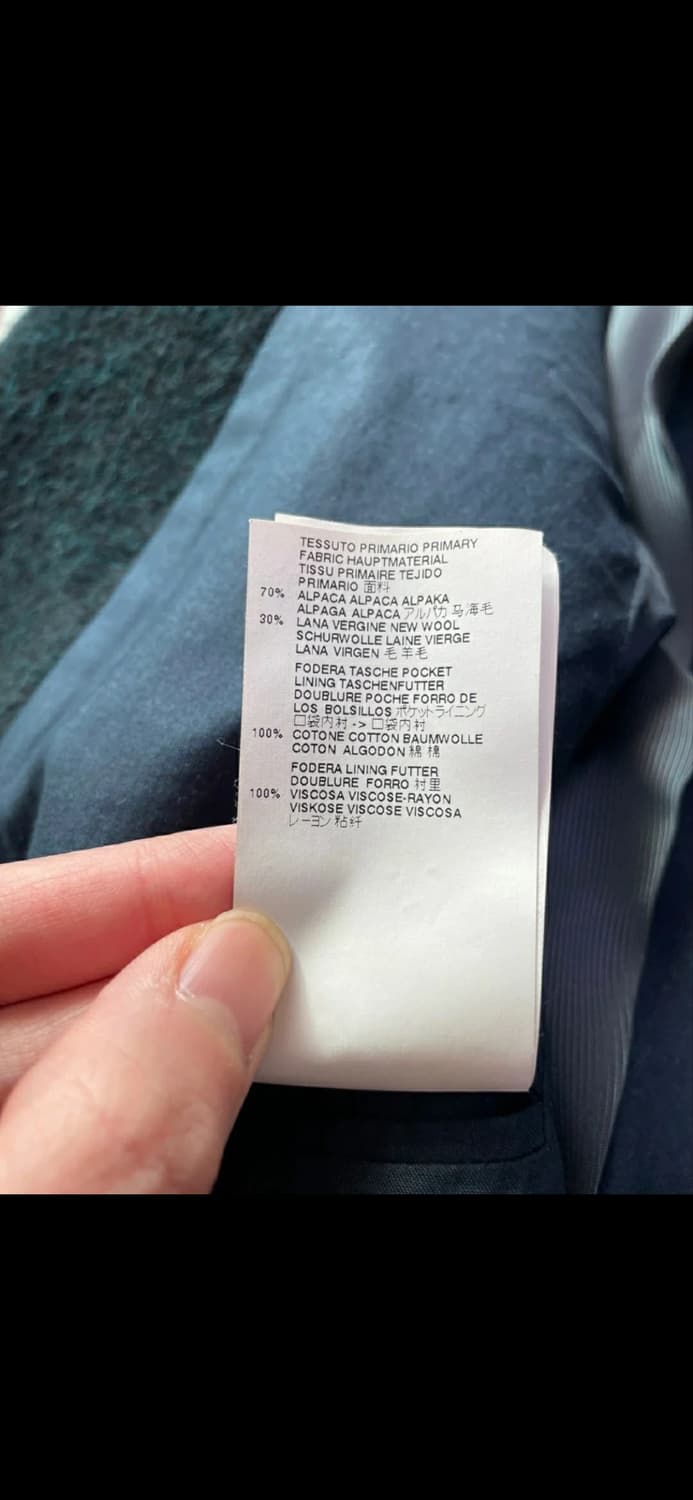 TESSUTO PRIMARIO PRIMARY
FABRIC HAUPTMATERIAL
TISSU PRIMAIRE TEJIDO
PRIMARIO 面料
70% ALPACA ALPACA ALPAKA
ALPAGA ALPACA アルパカ 马海毛
30% LANA VERGINE NEW WOOL
SCHURWOLLE LAINE VIERGE
LANA VIRGEN 毛 羊毛
FODERA TASCHE POCKET
LINING TASCHENFUTTER
DOUBLURE POCHE FORRO DE
LOS BOLSILLOS ポケットライニング
口袋内衬 -> 口袋内衬
100% COTONE COTTON BAUMWOLLE
COTON ALGODON 綿 棉
FODERA LINING FUTTER
DOUBLURE FORRO 村里
100% VISCOSA VISCOSE-RAYON
VISKOSE VISCOSE VISCOSA
レーヨン 粘纤